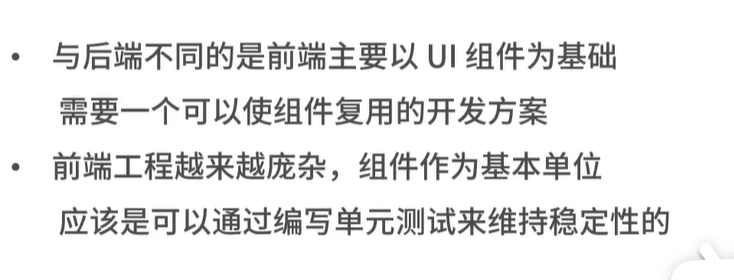 • 与后端不同的是前端主要以 UI 组件为基础
需要一个可以使组件复用的开发方案
• 前端工程越来越庞杂，组件作为基本单位
应该是可以通过编写单元测试来维持稳定性的